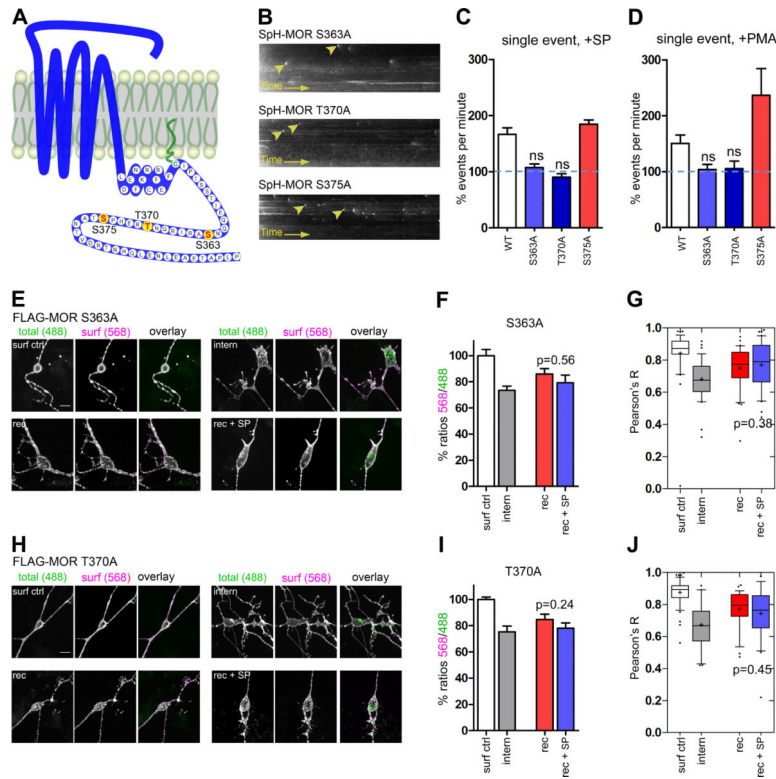 A
T370
S375
S363
B
SpH-MOR S363A
Time
SpH-MOR T370A
Time
SpH-MOR S375A
Time
C
single event, +SP
% events per minute
300
200
100
0
ns
ns
WT
S363A
T370A
S375A
D
single event, +PMA
% events per minute
300
200
100
0
ns
ns
WT
S363A
T370A
S375A
E
FLAG-MOR S363A
total (488) surf (568) overlay
total (488) surf (568) overlay
surf ctrl
intern
rec
rec + SP
F
S363A
% ratios 568/488
100
80
60
40
20
0
p=0.56
surf ctrl
intern
rec
rec + SP
G
Pearson's R
1.0
0.8
0.6
0.4
0.2
0.0
p=0.38
surf ctrl
intern
rec
rec + SP
H
FLAG-MOR T370A
total (488) surf (568) overlay
total (488) surf (568) overlay
surf ctrl
intern
rec
rec + SP
I
T370A
% ratios 568/488
100
80
60
40
20
0
p=0.24
surf ctrl
intern
rec
rec + SP
J
Pearson's R
1.0
0.8
0.6
0.4
0.2
0.0
p=0.45
surf ctrl
intern
rec
rec + SP